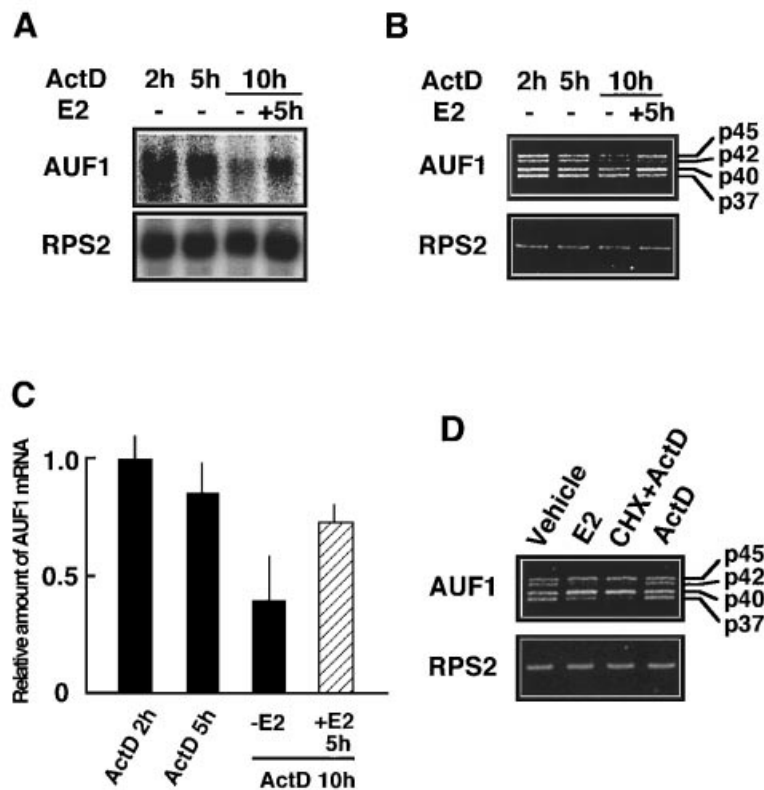 A
ActD 2h 5h 10h
E2 - - - +5h
AUF1
RPS2
B
ActD 2h 5h 10h
E2 - - - +5h
AUF1
p45
p42
p40
p37
RPS2
C
Relative amount of AUF1 mRNA
1.0
0.5
0
ActD 2h
ActD 5h
-E2
+E2
5h
ActD 10h
D
Vehicle
E2
CHX+ActD
ActD
AUF1
p45
p42
p40
p37
RPS2